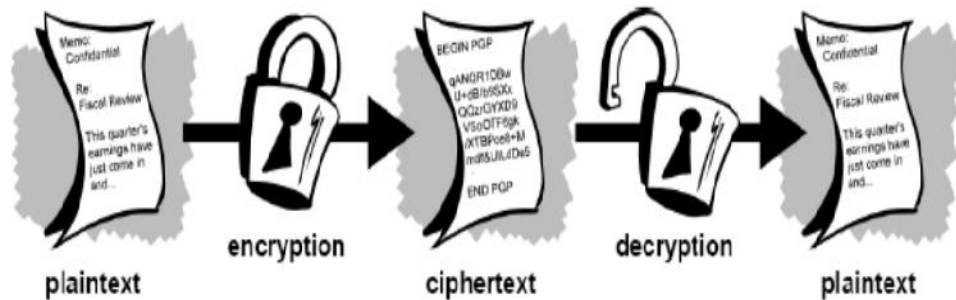 Memo:
Confidential
Re:
Fiscal Review
This quarter's
earnings have
just come in
and...
BEGIN PGP
END PGP
Memo:
Confidential
Re:
Fiscal Review
This quarter's
earnings have
just come in
and...
encryption
decryption
plaintext
ciphertext
plaintext